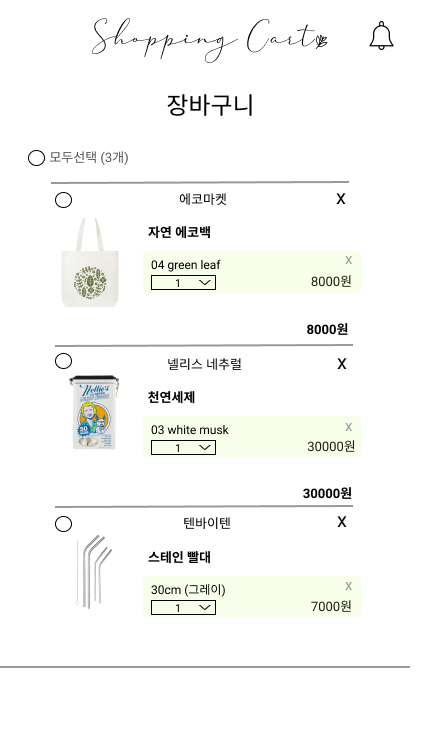 Shopping Cart
장바구니
모두선택 (3개)
에코마켓 X
자연 에코백
04 green leaf X
1 8000원
8000원
넬리스 네추럴 X
Nellie's
천연세제
03 white musk X
1 30000원
30000원
텐바이텐 X
스테인 빨대
30cm (그레이) X
1 7000원